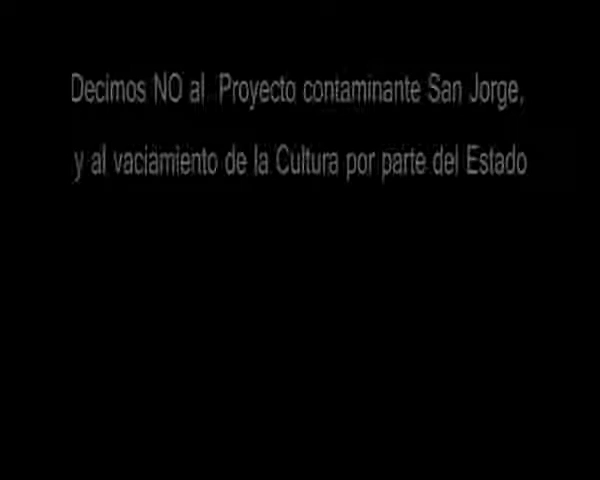 Decimos NO al Proyecto contaminante San Jorge,
y al vaciamiento de la Cultura por parte del Estado